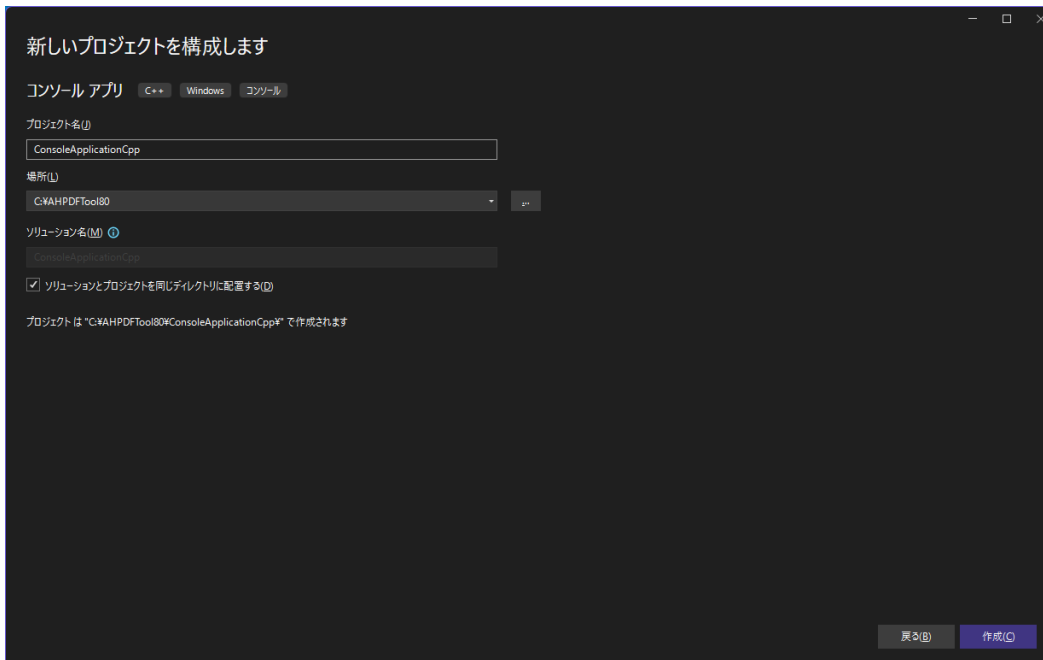 新しいプロジェクトを構成します
コンソール アプリ C++ Windows コンソール
プロジェクト名(J)
ConsoleApplicationCpp
場所(L)
C:¥AHPDFTool80
...
ソリューション名(M)
ConsoleApplicationCpp
ソリューションとプロジェクトを同じディレクトリに配置する(D)
プロジェクト は "C:¥AHPDFTool80¥ConsoleApplicationCpp¥" で作成されます
戻る(B) 作成(C)